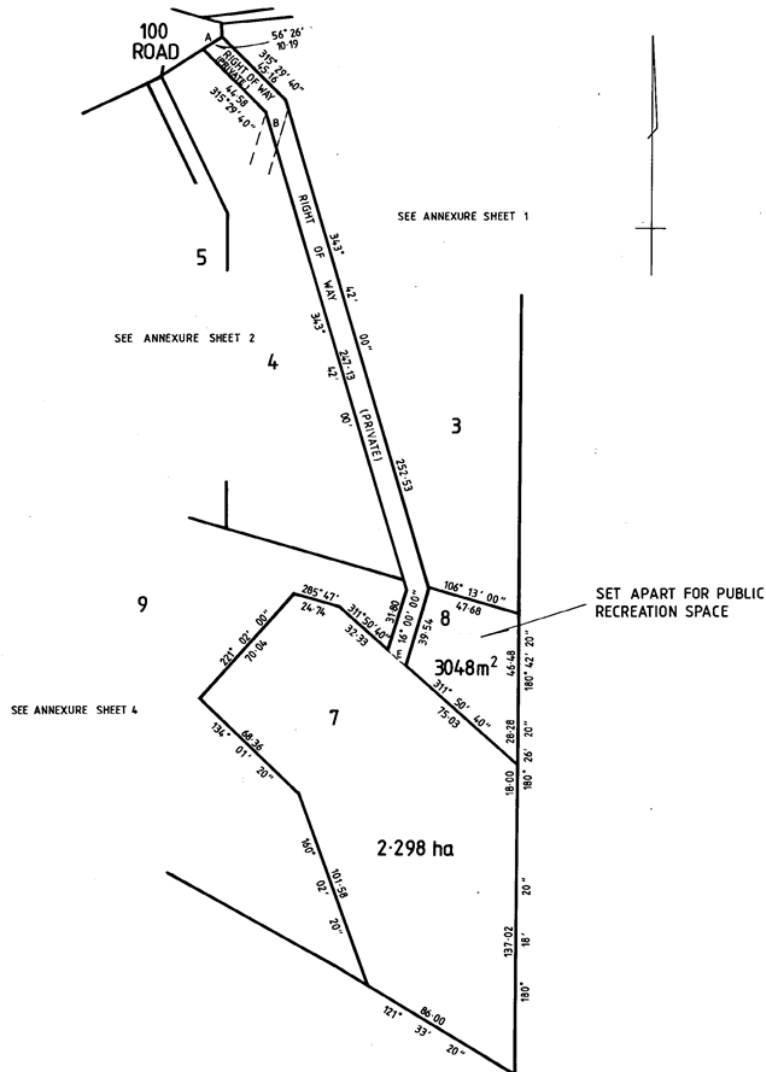 100
ROAD
A
56° 26'
10·19
RIGHT OF WAY
(PRIVATE)
315° 29' 40"
45·16
44·58
315° 29' 40"
B
SEE ANNEXURE SHEET 1
5
RIGHT OF WAY (PRIVATE)
343° 42' 00"
252·53
SEE ANNEXURE SHEET 2
4
343° 42' 00'
247·13
3
9
285° 47'
24·74
311° 50' 40"
32·33
31·80
E
16° 00' 00"
39·54
106° 13' 00"
47·68
8
SET APART FOR PUBLIC
RECREATION SPACE
3048m²
46·48
180° 42' 20"
221° 02' 00"
70·04
SEE ANNEXURE SHEET 4
7
311° 50' 40"
75·03
28·28
180° 26' 20"
18·00
68·36
134° 01' 20"
2·298 ha
101·58
160° 02' 20"
137·02
180° 18' 20"
86·00
121° 33' 20"